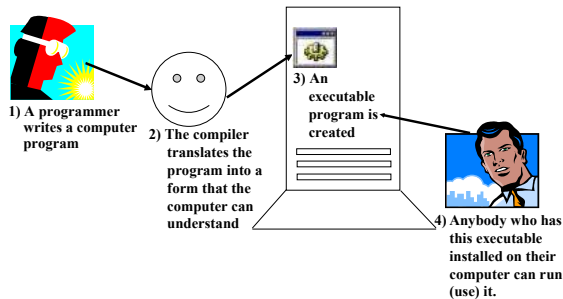 1) A programmer
writes a computer
program
2) The compiler
translates the
program into a
form that the
computer can
understand
3) An
executable
program is
created
4) Anybody who has
this executable
installed on their
computer can run
(use) it.